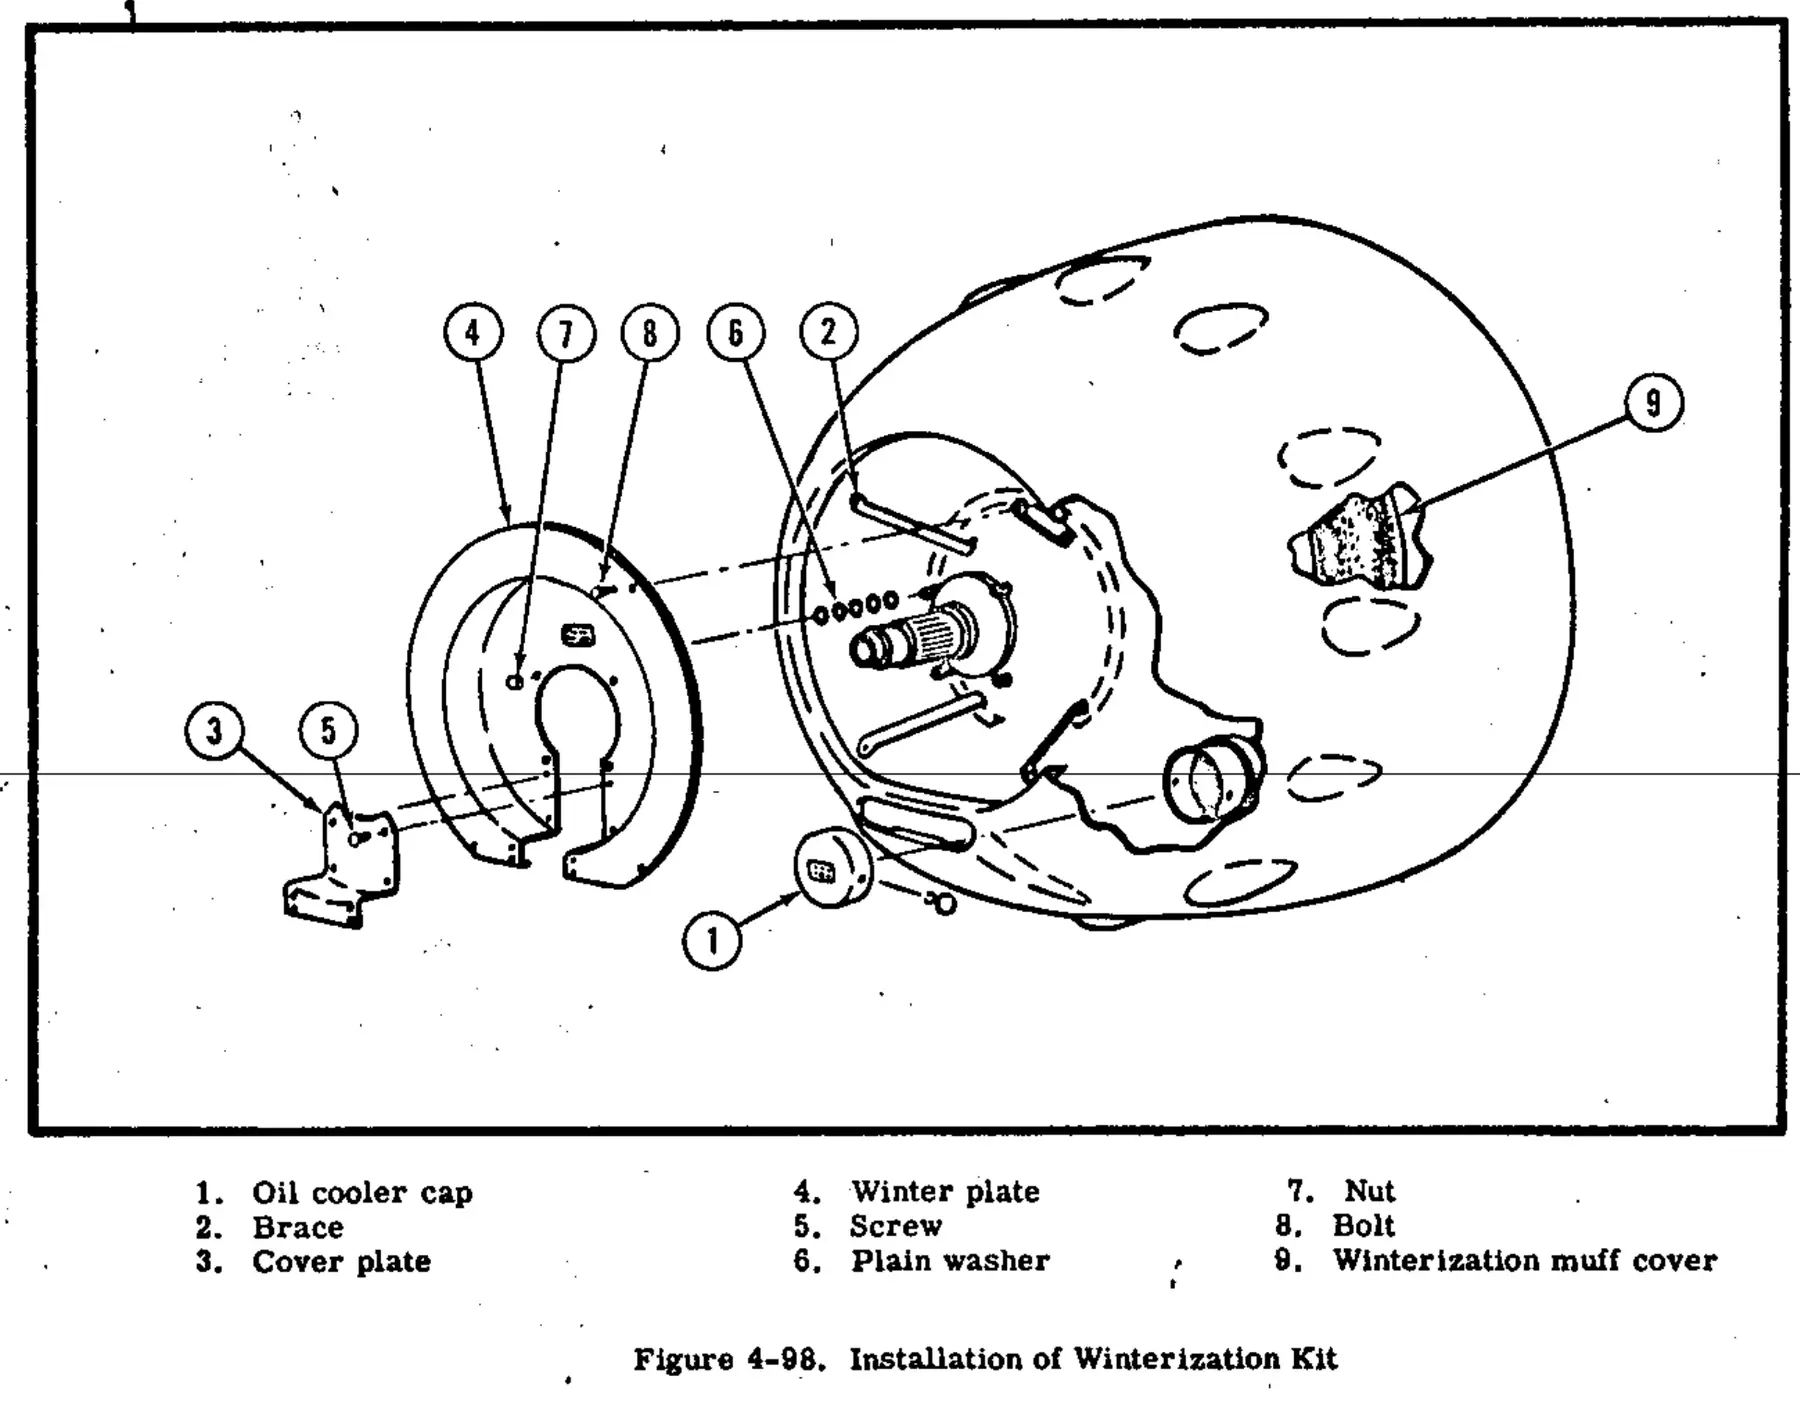 4 7 8 6 2
9
3 5
1
1. Oil cooler cap
2. Brace
3. Cover plate
4. Winter plate
5. Screw
6. Plain washer
7. Nut
8. Bolt
9. Winterization muff cover
Figure 4-98. Installation of Winterization Kit